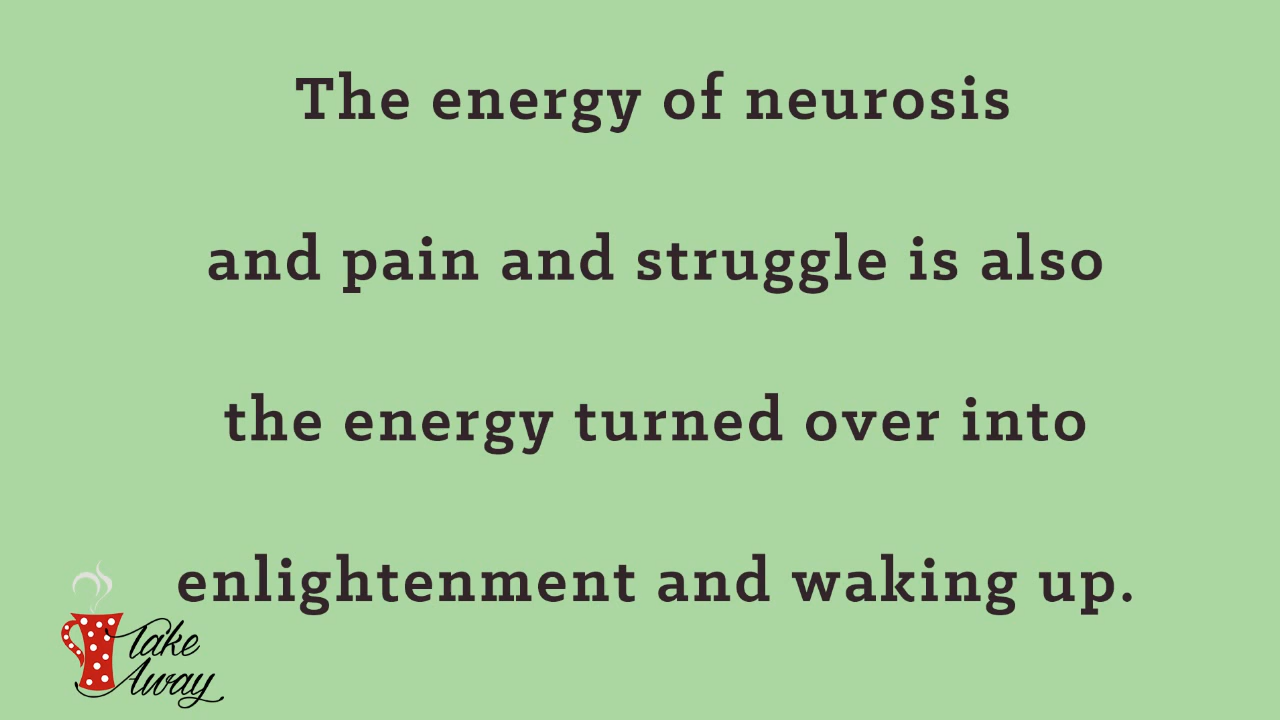 The energy of neurosis
and pain and struggle is also
the energy turned over into
enlightenment and waking up.
Take
Away